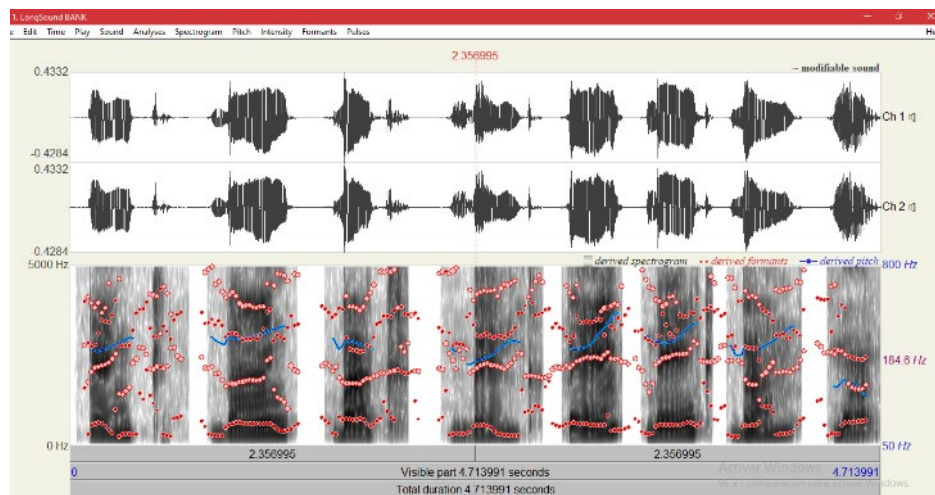 1. LongSound BANK
Edit Time Play Sound Analyses Spectrogram Pitch Intensity Formants Pulses He
2.356995
0.4332 modifiable sound
Ch 1
-0.4284
0.4332
Ch 2
0.4284
5000 Hz derived spectrogram derived formants derived pitch 800 Hz
184.6 Hz
0 Hz 50 Hz
2.356995 2.356995
0 Visible part 4.713991 seconds 4.713991
Total duration 4.713991 seconds
Activar Windows